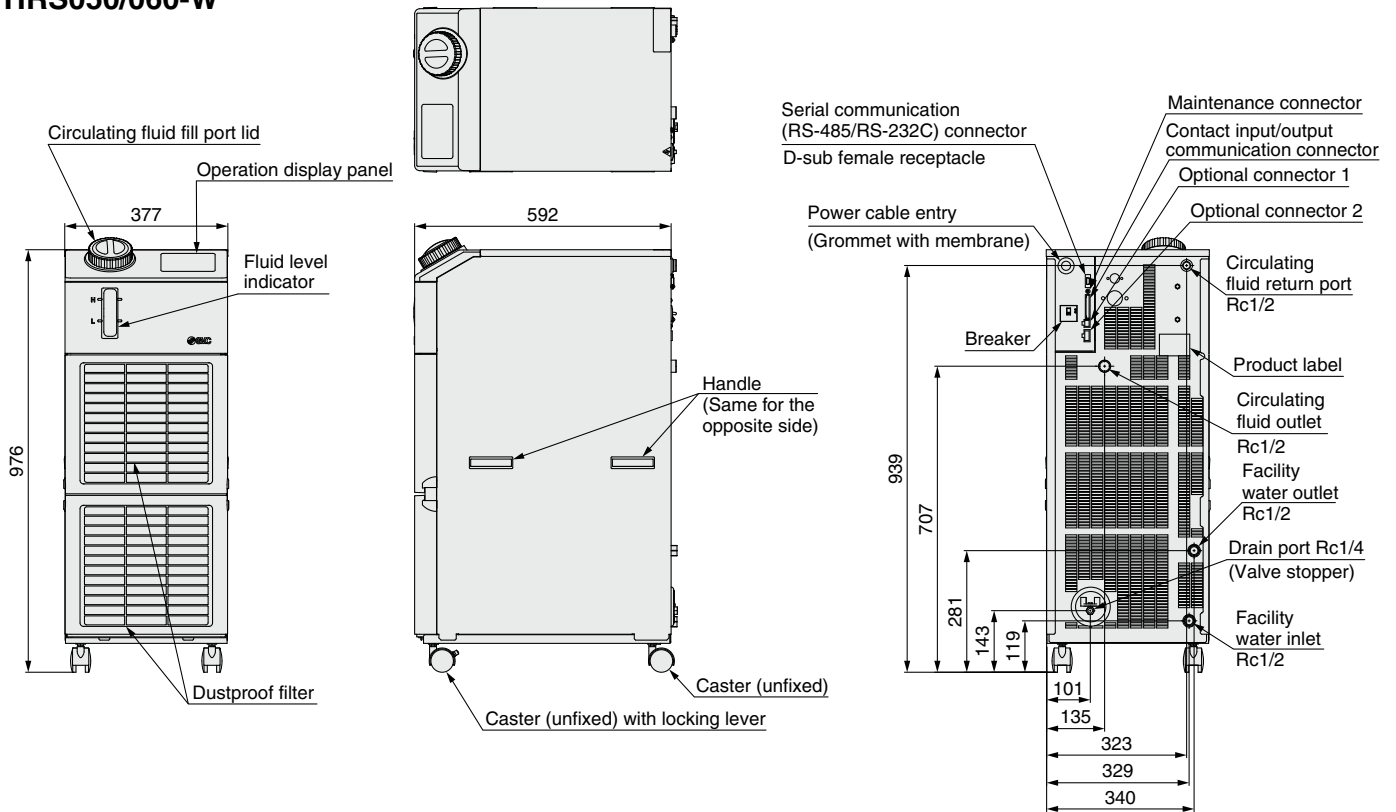 HRS050/060-W
Circulating fluid fill port lid
Operation display panel
377
Fluid level
indicator
H
L
SMC
976
Dustproof filter
592
Handle
(Same for the
opposite side)
Caster (unfixed)
Caster (unfixed) with locking lever
Serial communication
(RS-485/RS-232C) connector
D-sub female receptacle
Power cable entry
(Grommet with membrane)
Breaker
Maintenance connector
Contact input/output
communication connector
Optional connector 1
Optional connector 2
Circulating
fluid return port
Rc1/2
Product label
Circulating
fluid outlet
Rc1/2
Facility
water outlet
Rc1/2
Drain port Rc1/4
(Valve stopper)
Facility
water inlet
Rc1/2
939
707
281
143
119
101
135
323
329
340